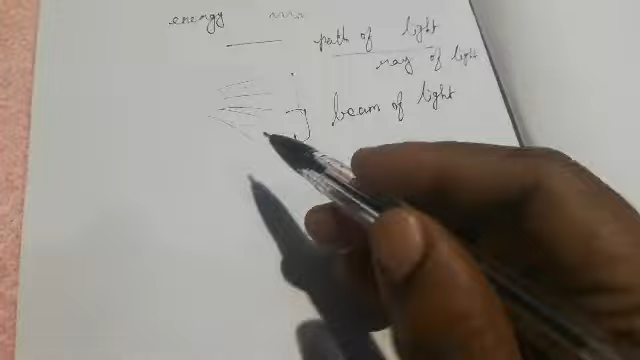 energy
path of light
ray of light
beam of light